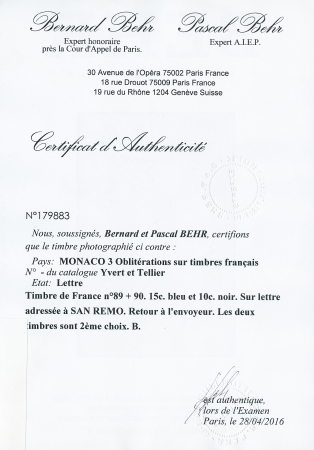 Bernard Behr Pascal Behr
Expert honoraire Expert A.I.E.P.
près la Cour d'Appel de Paris.
30 Avenue de l'Opéra 75002 Paris France
18 rue Drouot 75009 Paris France
19 rue du Rhône 1204 Genève Suisse
Certificat d'Authenticité
N°179883
Nous, soussignés, Bernard et Pascal BEHR, certifions
que le timbre photographié ci contre :
Pays: MONACO 3 Oblitérations sur timbres français
N° - du catalogue Yvert et Tellier
Etat: Lettre
Timbre de France n°89 + 90. 15c. bleu et 10c. noir. Sur lettre
adressée à SAN REMO. Retour à l'envoyeur. Les deux
timbres sont 2ème choix. B.
est authentique,
lors de l'Examen
Paris, le 28/04/2016